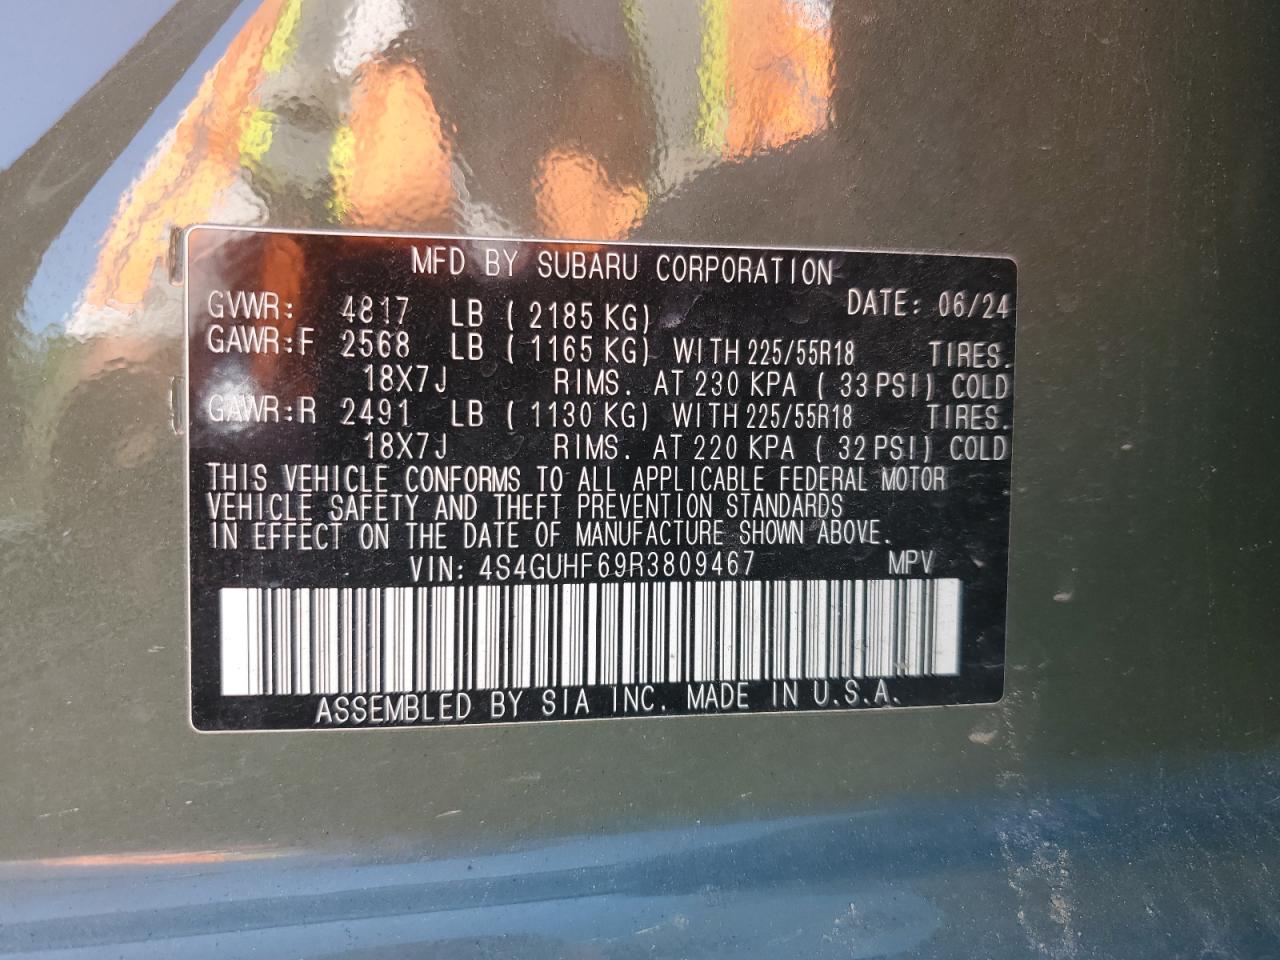 MFD BY SUBARU CORPORATION
GVWR: 4817 LB ( 2185 KG) DATE: 06/24
GAWR:F 2568 LB ( 1165 KG) WITH 225/55R18 TIRES.
18X7J RIMS. AT 230 KPA ( 33 PSI) COLD
GAWR:R 2491 LB ( 1130 KG) WITH 225/55R18 TIRES.
18X7J RIMS. AT 220 KPA ( 32 PSI) COLD
THIS VEHICLE CONFORMS TO ALL APPLICABLE FEDERAL MOTOR
VEHICLE SAFETY AND THEFT PREVENTION STANDARDS
IN EFFECT ON THE DATE OF MANUFACTURE SHOWN ABOVE.
VIN: 4S4GUHF69R3809467 MPV
ASSEMBLED BY SIA INC. MADE IN U.S.A.